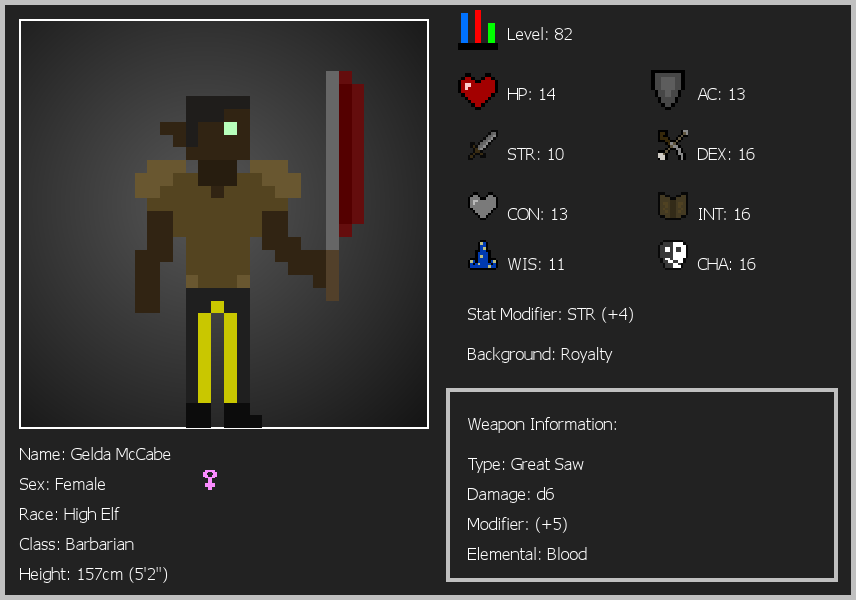 Level: 82
HP: 14
AC: 13
STR: 10
DEX: 16
CON: 13
INT: 16
WIS: 11
CHA: 16
Stat Modifier: STR (+4)
Background: Royalty
Weapon Information:
Type: Great Saw
Damage: d6
Modifier: (+5)
Elemental: Blood
Name: Gelda McCabe
Sex: Female
Race: High Elf
Class: Barbarian
Height: 157cm (5'2")